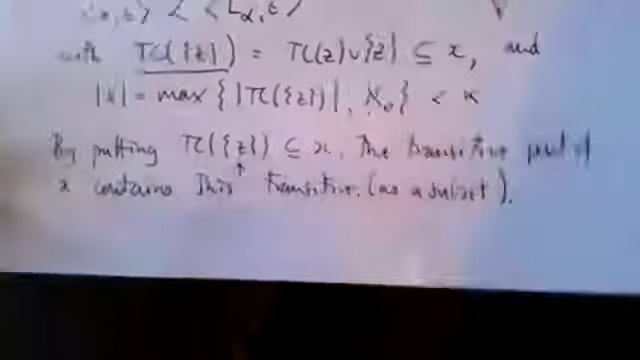 ⟨x, ε⟩ ≺ ⟨L_α, ε⟩
with TC({z}) = TC(z) ∪ {z} ⊆ x, and
|x| = max{|TC({z})|, ℵ₀} < κ
By putting TC({z}) ⊆ x, The transitive part of
x contains This ↑ transitive. (as a subset).